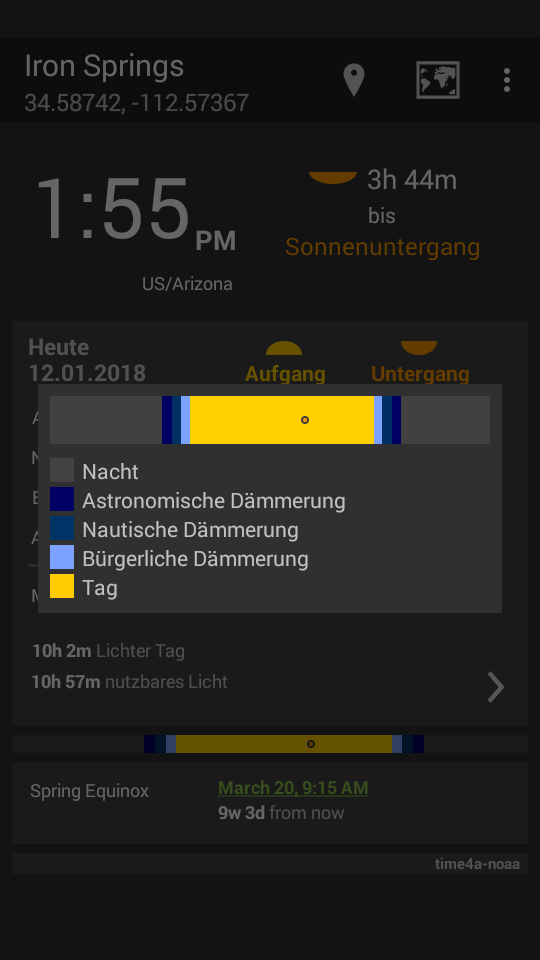 Iron Springs
34.58742, -112.57367
1:55 PM
3h 44m
bis
Sonnenuntergang
US/Arizona
Heute
12.01.2018
Aufgang
Untergang
Nacht
Astronomische Dämmerung
Nautische Dämmerung
Bürgerliche Dämmerung
Tag
10h 2m Lichter Tag
10h 57m nutzbares Licht
Spring Equinox
March 20, 9:15 AM
9w 3d from now
time4a-noaa